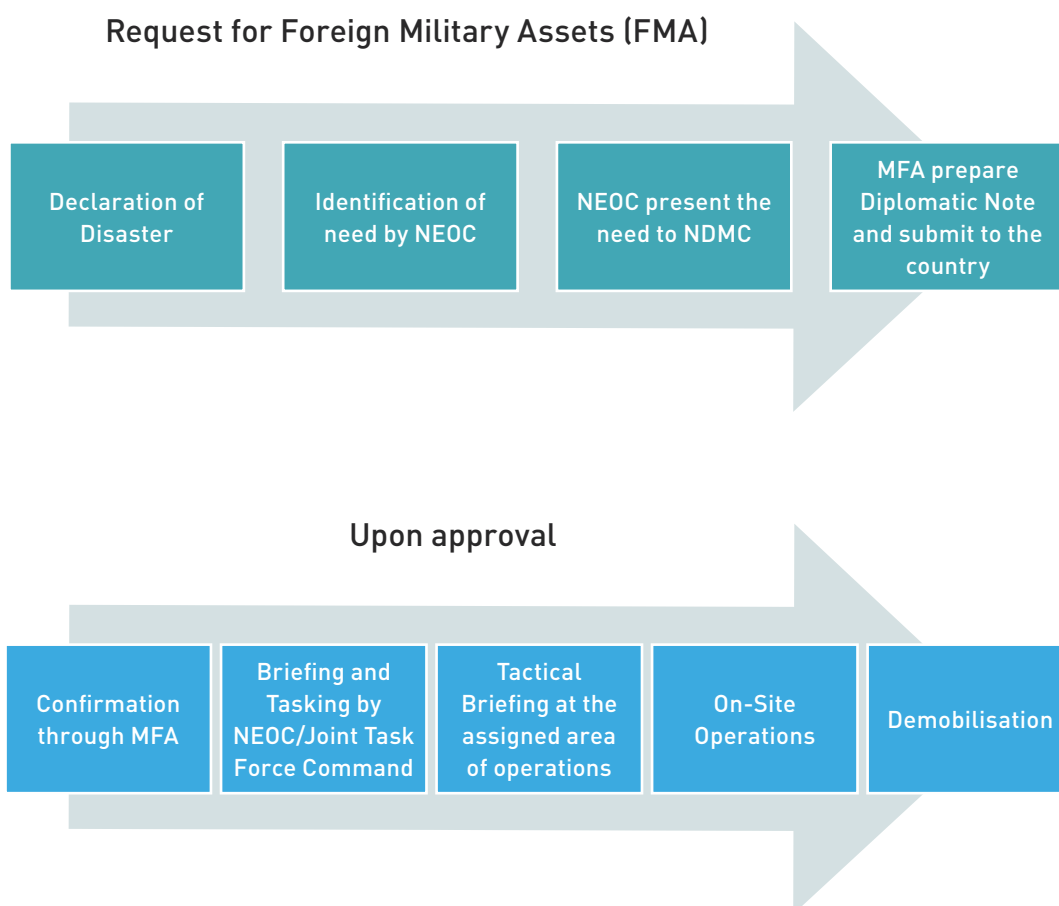 Request for Foreign Military Assets (FMA)
Declaration of
Disaster
Identification of
need by NEOC
NEOC present the
need to NDMC
MFA prepare
Diplomatic Note
and submit to the
country
Upon approval
Confirmation
through MFA
Briefing and
Tasking by
NEOC/Joint Task
Force Command
Tactical
Briefing at the
assigned area
of operations
On-Site
Operations
Demobilisation